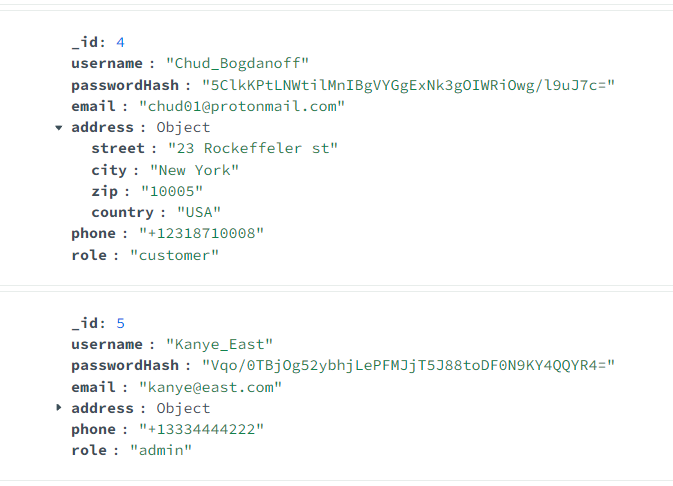 _id: 4
username : "Chud_Bogdanoff"
passwordHash : "5ClkKPtLNWtilMnIBgVYGgExNk3gOIWRiOwg/l9uJ7c="
email : "chud01@protonmail.com"
address : Object
street : "23 Rockeffeler st"
city : "New York"
zip : "10005"
country : "USA"
phone : "+12318710008"
role : "customer"
_id: 5
username : "Kanye_East"
passwordHash : "Vqo/0TBjOg52ybhjLePFMJjT5J88toDF0N9KY4QQYR4="
email : "kanye@east.com"
address : Object
phone : "+13334444222"
role : "admin"